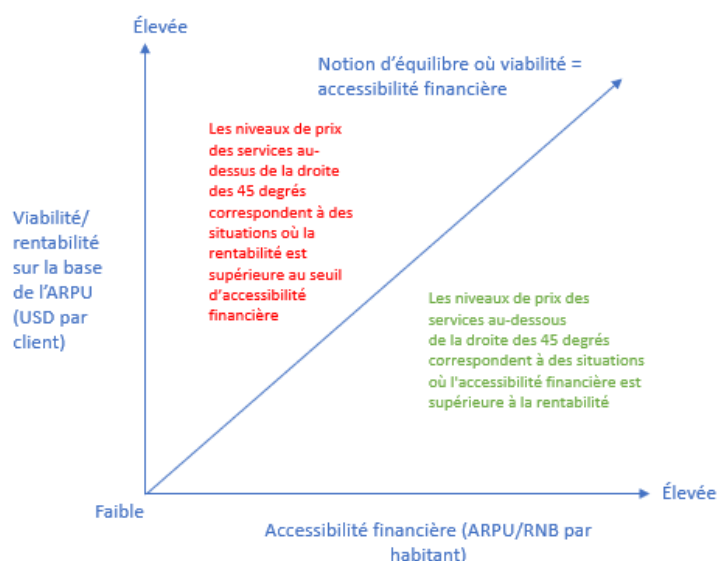 Élevée
Notion d'équilibre où viabilité =
accessibilité financière
Les niveaux de prix
des services au-
dessus de la droite
des 45 degrés
correspondent à des
situations où la
rentabilité est
supérieure au seuil
d'accessibilité
financière
Viabilité/
rentabilité
sur la base
de l'ARPU
(USD par
client)
Les niveaux de prix des
services au-dessous
de la droite des 45 degrés
correspondent à des situations
où l'accessibilité financière est
supérieure à la rentabilité
Faible
Élevée
Accessibilité financière (ARPU/RNB par
habitant)